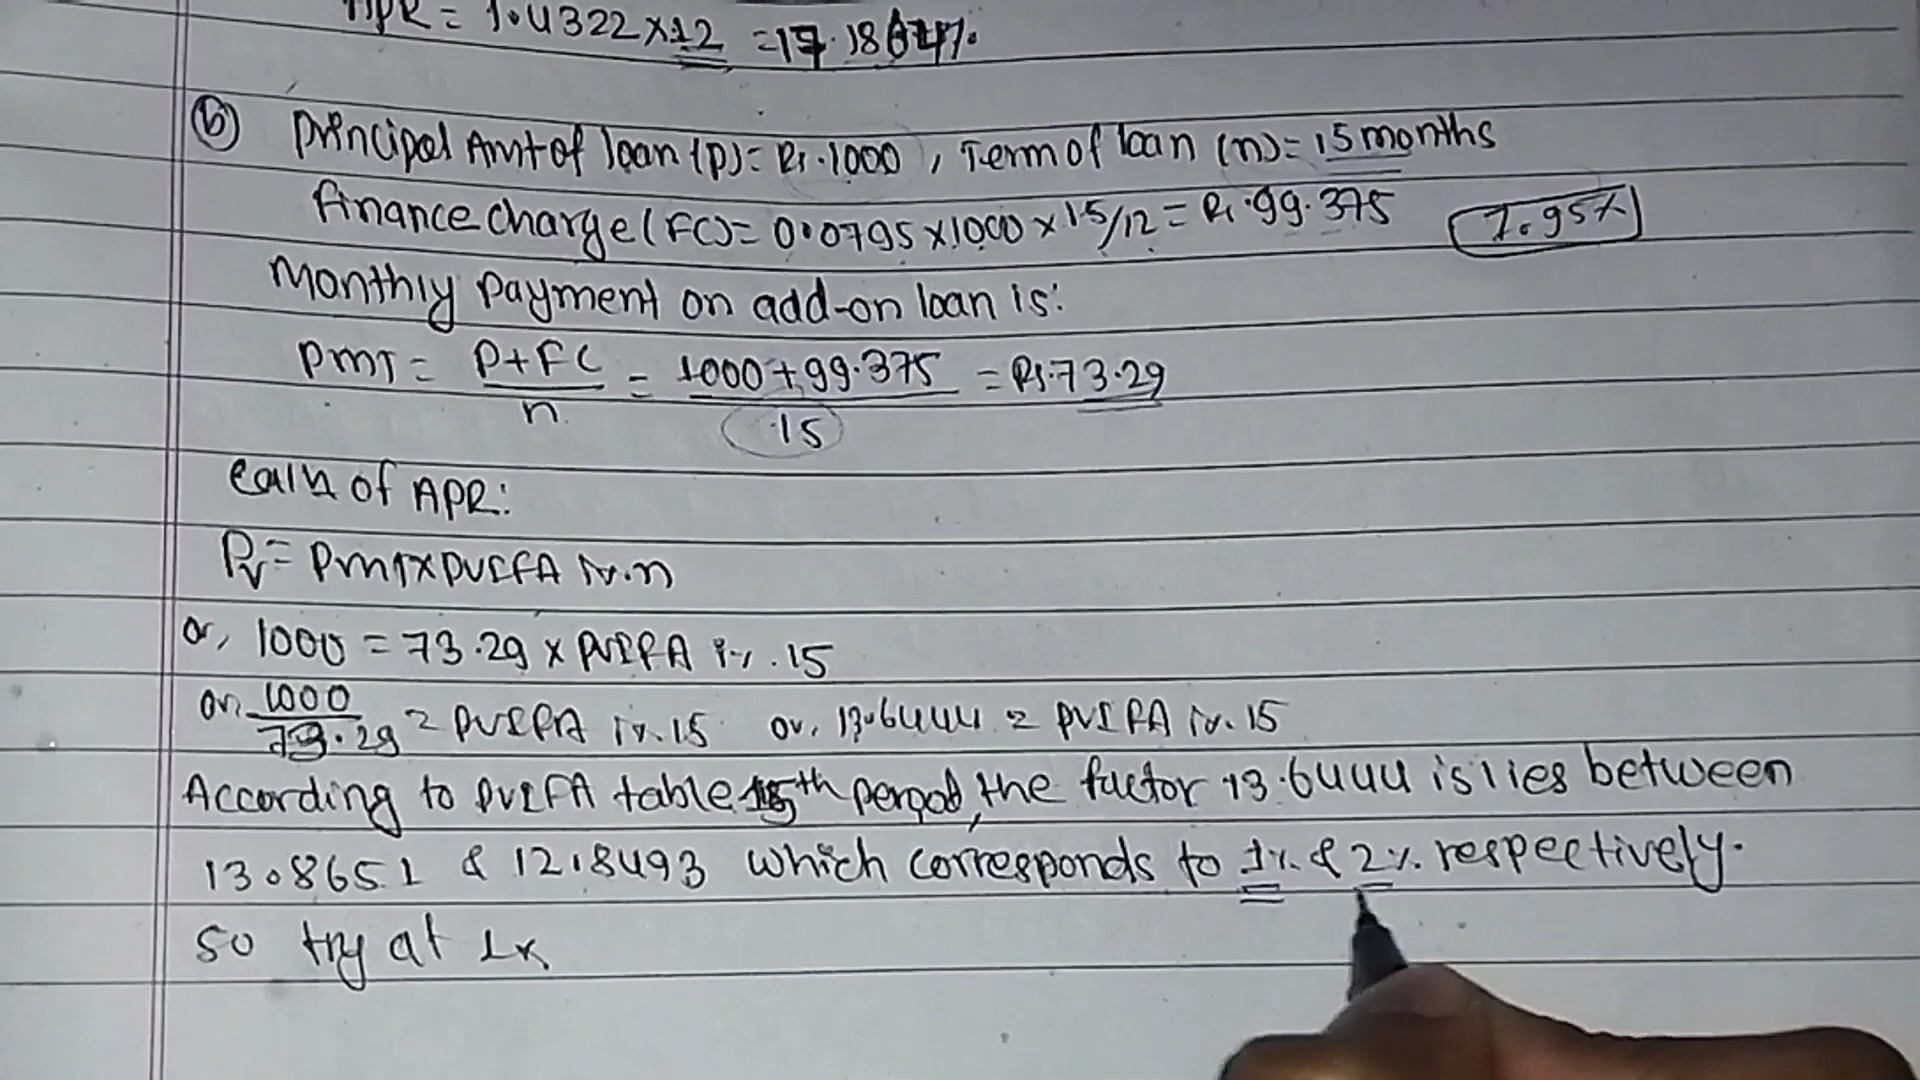 APR = 1.4322 × 12 = 17.1864%.
(b) Principal Amt of loan (P) = Rs.1000, Term of loan (n) = 15 months
finance charge (FC) = 0.0795 × 1000 × 15/12 = Rs.99.375 7.95%
Monthly payment on add-on loan is:
PMT = P+FC / n = 1000+99.375 / 15 = Rs.73.29
Caln of APR:
PV = PMT × PVIFA i%.n
or, 1000 = 73.29 × PVIFA i%.15
or, 1000 / 73.29 = PVIFA i%.15 or, 13.6444 = PVIFA i%.15
According to PVIFA table 15th period, the factor 13.6444 is lies between
13.8651 & 12.8493 which corresponds to 1% & 2% respectively.
so try at 1%